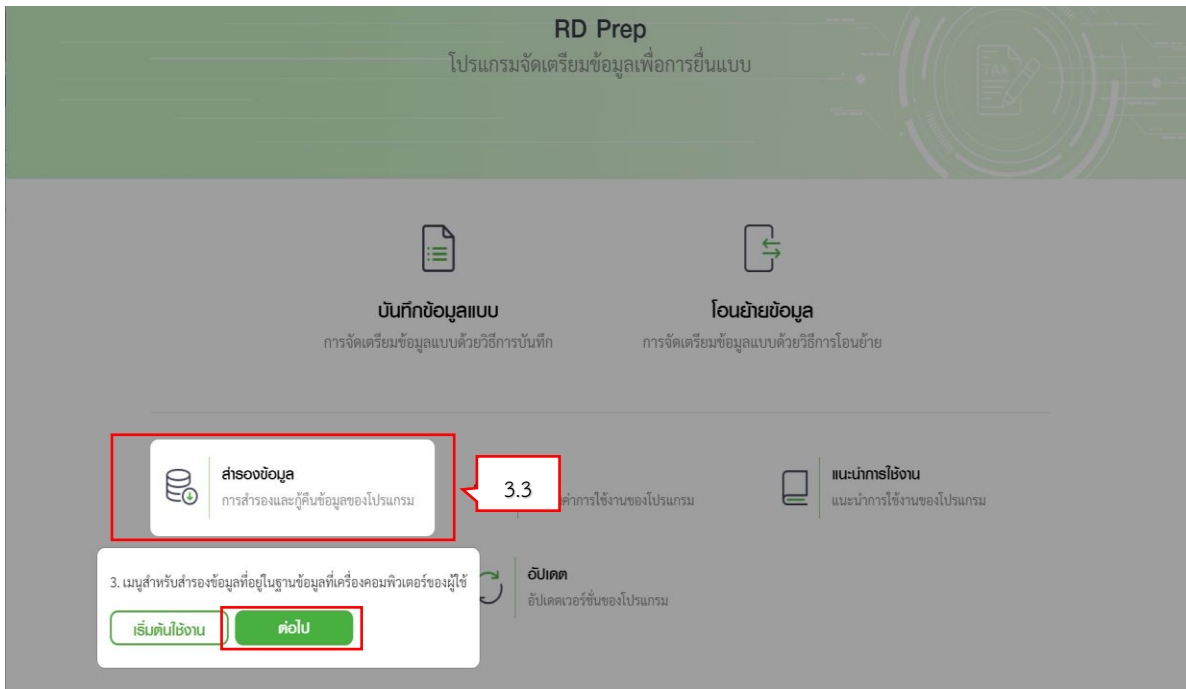 RD Prep
โปรแกรมจัดเตรียมข้อมูลเพื่อการยื่นแบบ
TAX
บันทึกข้อมูลแบบ
การจัดเตรียมข้อมูลแบบด้วยวิธีการบันทึก
โอนย้ายข้อมูล
การจัดเตรียมข้อมูลแบบด้วยวิธีการโอนย้าย
สำรองข้อมูล
การสำรองและกู้คืนข้อมูลของโปรแกรม
3.3
ค่าการใช้งานของโปรแกรม
แนะนำการใช้งาน
แนะนำการใช้งานของโปรแกรม
3. เมนูสำหรับสำรองข้อมูลที่อยู่ในฐานข้อมูลที่เครื่องคอมพิวเตอร์ของผู้ใช้
เริ่มต้นใช้งาน
ต่อไป
อัปเดต
อัปเดตเวอร์ชั่นของโปรแกรม